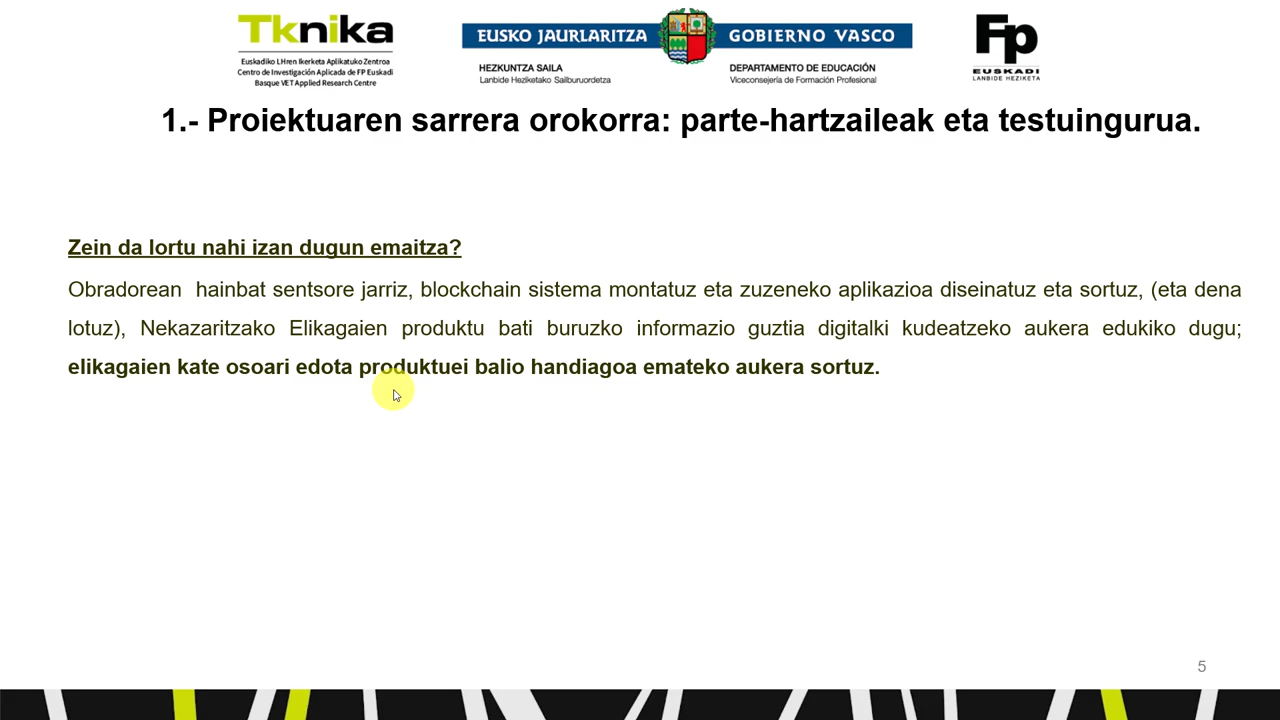 Tknika
Euskadiko LHren Ikerketa Aplikatuko Zentroa
Centro de Investigación Aplicada de FP Euskadi
Basque VET Applied Research Centre
EUSKO JAURLARITZA GOBIERNO VASCO
HEZKUNTZA SAILA
Lanbide Heziketako Sailburuordetza
DEPARTAMENTO DE EDUCACIÓN
Viceconsejería de Formación Profesional
Fp
EUSKADI
LANBIDE HEZIKETA
1.- Proiektuaren sarrera orokorra: parte-hartzaileak eta testuingurua.
Zein da lortu nahi izan dugun emaitza?
Obradorean hainbat sentsore jarriz, blockchain sistema montatuz eta zuzeneko aplikazioa diseinatuz eta sortuz, (eta dena
lotuz), Nekazaritzako Elikagaien produktu bati buruzko informazio guztia digitalki kudeatzeko aukera edukiko dugu;
elikagaien kate osoari edota produktuei balio handiagoa emateko aukera sortuz.
5